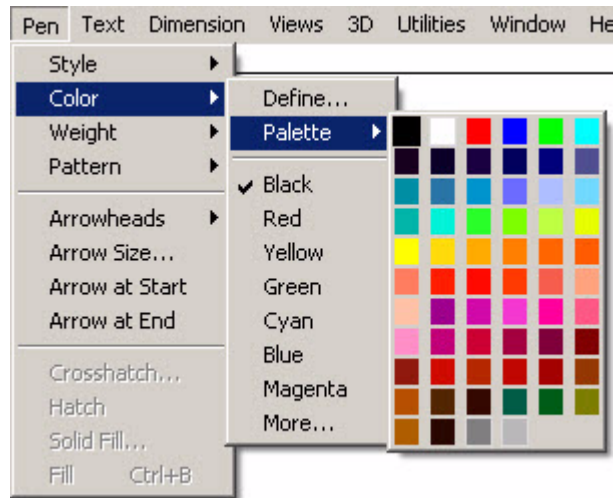 Pen Text Dimension Views 3D Utilities Window He
Style
Color
Weight
Pattern
Arrowheads
Arrow Size...
Arrow at Start
Arrow at End
Crosshatch...
Hatch
Solid Fill...
Fill Ctrl+B
Define...
Palette
Black
Red
Yellow
Green
Cyan
Blue
Magenta
More...